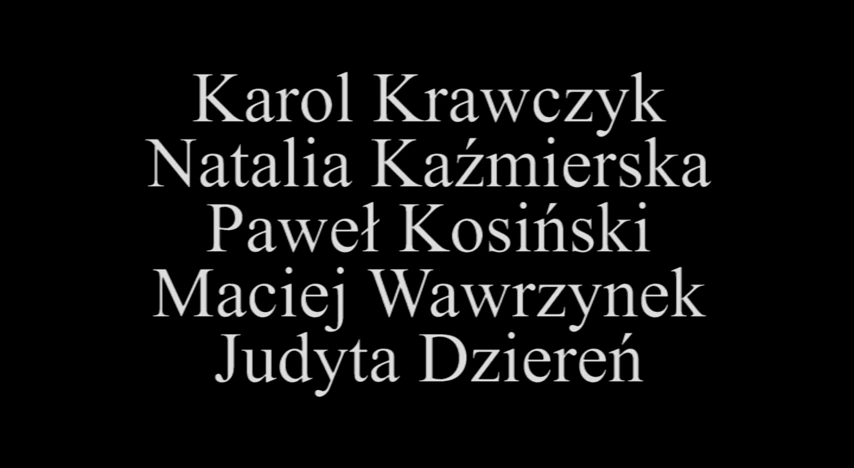 Karol Krawczyk
Natalia Kaźmierska
Paweł Kosiński
Maciej Wawrzynek
Judyta Dziereń